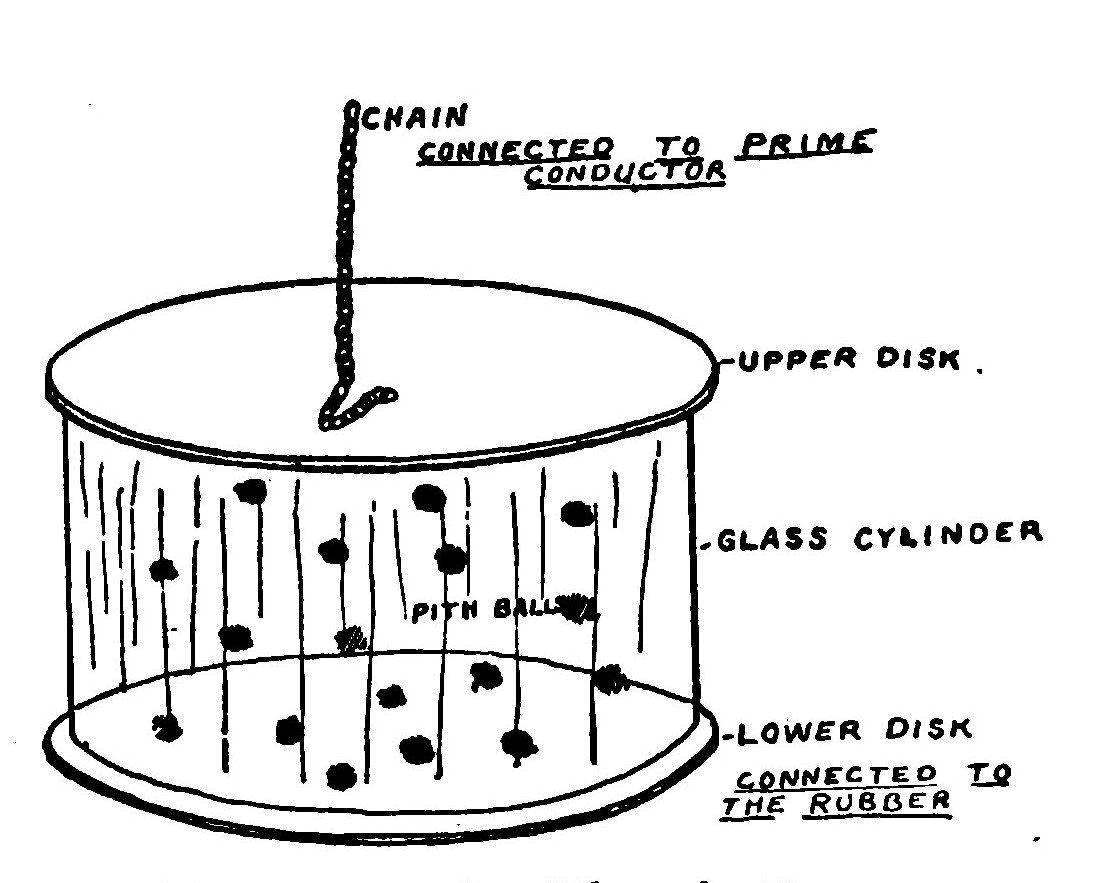 CHAIN
CONNECTED TO PRIME
CONDUCTOR
-UPPER DISK.
-GLASS CYLINDER
PITH BALLS
-LOWER DISK
CONNECTED TO
THE RUBBER